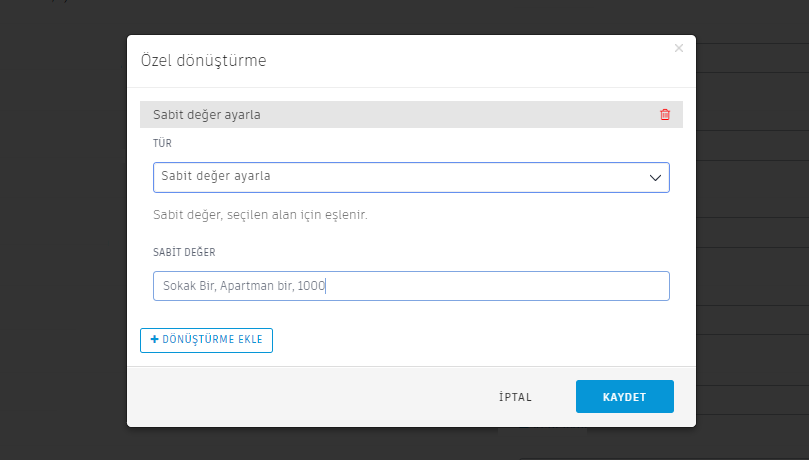 Özel dönüştürme
Sabit değer ayarla
TÜR
Sabit değer ayarla
Sabit değer, seçilen alan için eşlenir.
SABİT DEĞER
Sokak Bir, Apartman bir, 1000
+ DÖNÜŞTÜRME EKLE
İPTAL
KAYDET